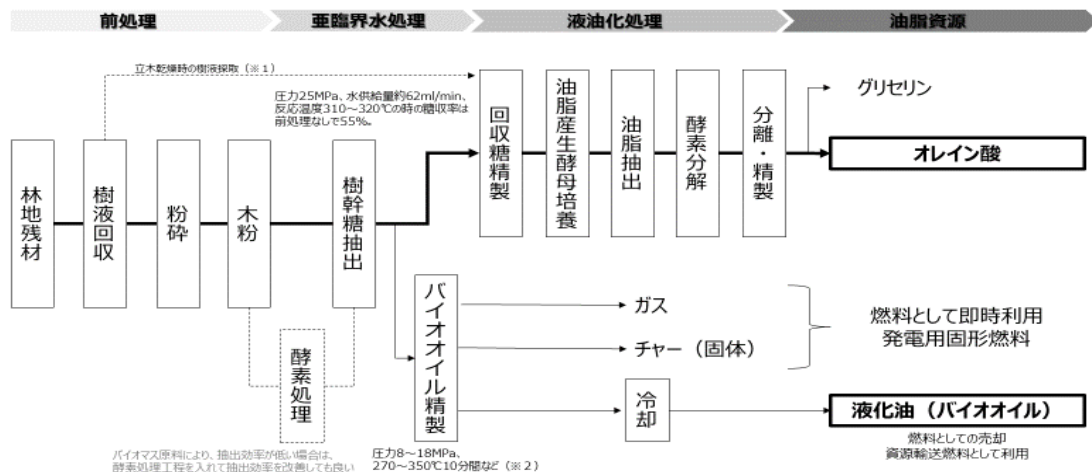 前処理
亜臨界水処理
液油化処理
油脂資源
立木乾燥時の樹液採取（※１）
圧力25MPa、水供給量約62ml/min、
反応温度310～320℃の時の糖収率は
前処理なしで55%。
林地残材
樹液回収
粉砕
木粉
樹幹糖抽出
回収糖精製
油脂産生酵母培養
油脂抽出
酵素分解
分離・精製
グリセリン
オレイン酸
酵素処理
バイオオイル精製
ガス
チャー（固体）
冷却
燃料として即時利用
発電用固形燃料
液化油（バイオオイル）
燃料としての売却
資源輸送燃料として利用
バイオマス原料により、抽出効率が低い場合は、
酵素処理工程を入れて抽出効率を改善しても良い
圧力8～18MPa、
270～350℃10分間など（※２）